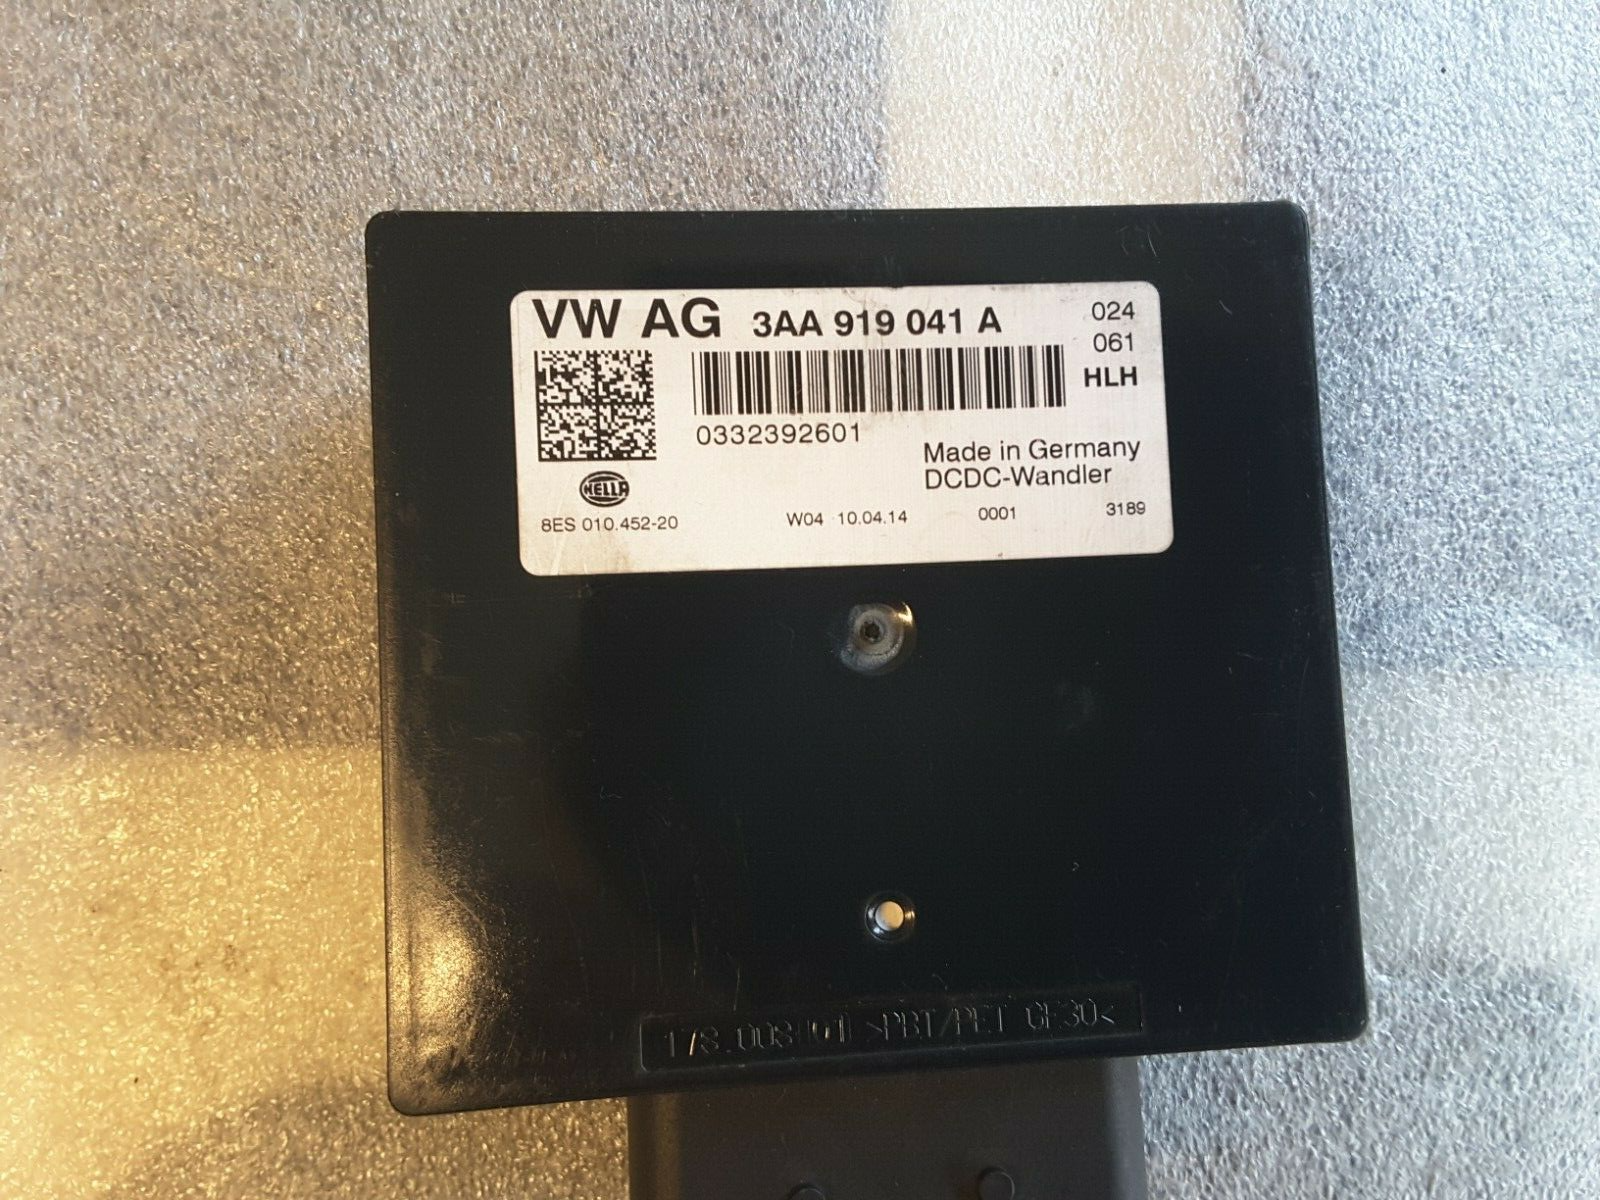 VW AG 3AA 919 041 A 024
061
HLH
0332392601
Made in Germany
DCDC-Wandler
HELLA
8ES 010.452-20 W04 10.04.14 0001 3189
>PBT/PET GF30<